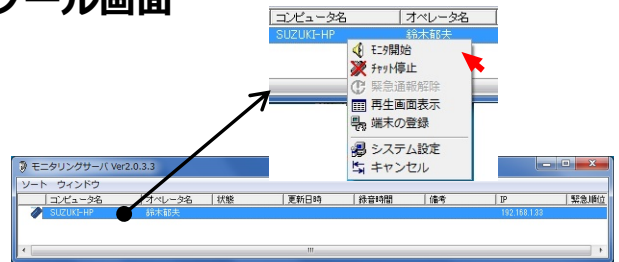 ツール画面
コンピュータ名 オペレータ名
SUZUKI-HP 鈴木郁夫
ﾓﾆﾀ開始
ﾁｬｯﾄ停止
緊急通報解除
再生画面表示
端末の登録
システム設定
キャンセル
モニタリングサーバ Ver2.0.3.3
ソート ウィンドウ
コンピュータ名 オペレータ名 状態 更新日時 録音時間 備考 IP 緊急順位
SUZUKI-HP 鈴木郁夫 192.168.1.33